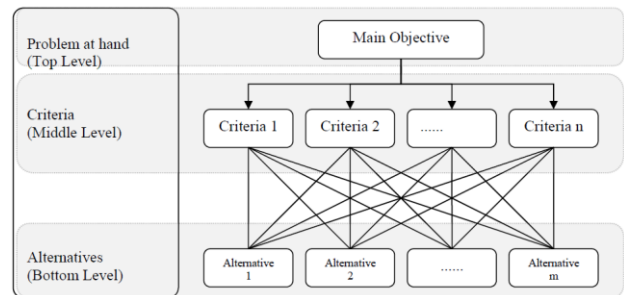 Problem at hand
(Top Level)
Main Objective
Criteria
(Middle Level)
Criteria 1
Criteria 2
......
Criteria n
Alternatives
(Bottom Level)
Alternative
1
Alternative
2
......
Alternative
m